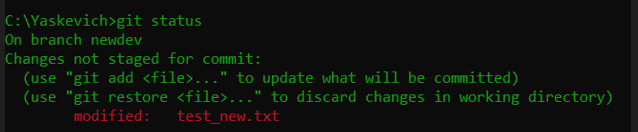 C:\Yaskevich>git status
On branch newdev
Changes not staged for commit:
  (use "git add <file>..." to update what will be committed)
  (use "git restore <file>..." to discard changes in working directory)
        modified:   test_new.txt